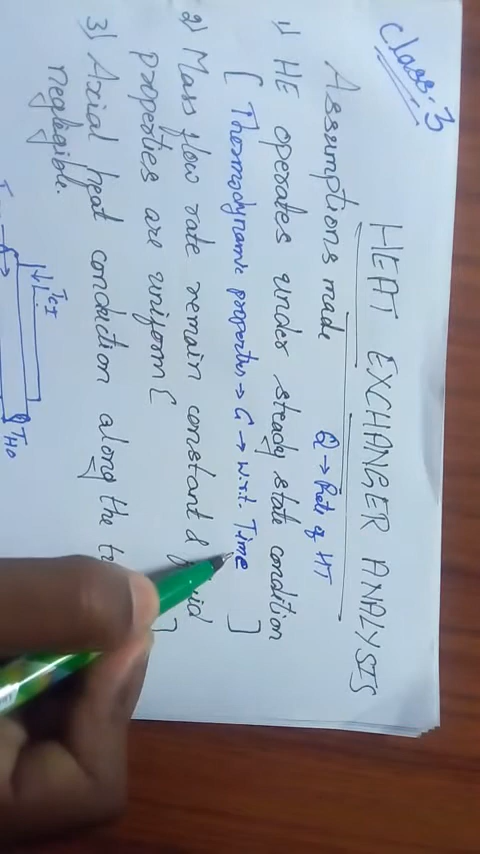 Class.3
HEAT EXCHANGER ANALYSIS
Assumptions made Q → Rate of HT
1) HE operates under steady state condition
[ Thermodynamic properties → C → w.r.t. Time ]
2) Mass flow rate remain constant &
properties are uniform [ ]
3) Axial heat conduction along the
neglegible.
TcI
THo